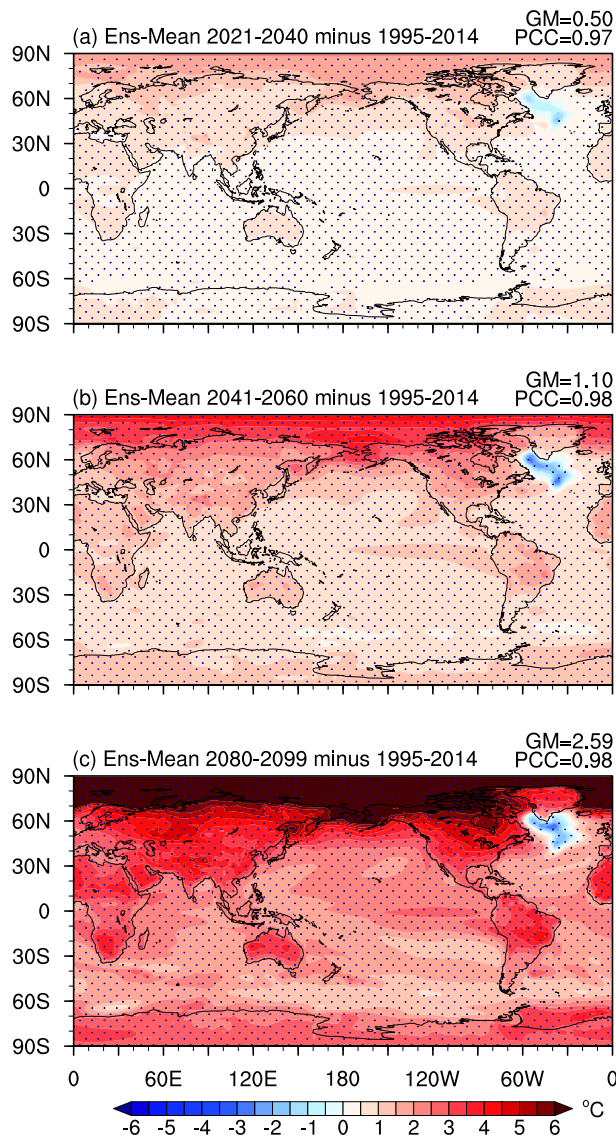 GM=0.50
(a) Ens-Mean 2021-2040 minus 1995-2014 PCC=0.97
90N
60N
30N
0
30S
60S
90S
GM=1.10
(b) Ens-Mean 2041-2060 minus 1995-2014 PCC=0.98
90N
60N
30N
0
30S
60S
90S
GM=2.59
(c) Ens-Mean 2080-2099 minus 1995-2014 PCC=0.98
90N
60N
30N
0
30S
60S
90S
0 60E 120E 180 120W 60W 0
-6 -5 -4 -3 -2 -1 0 1 2 3 4 5 6 °C